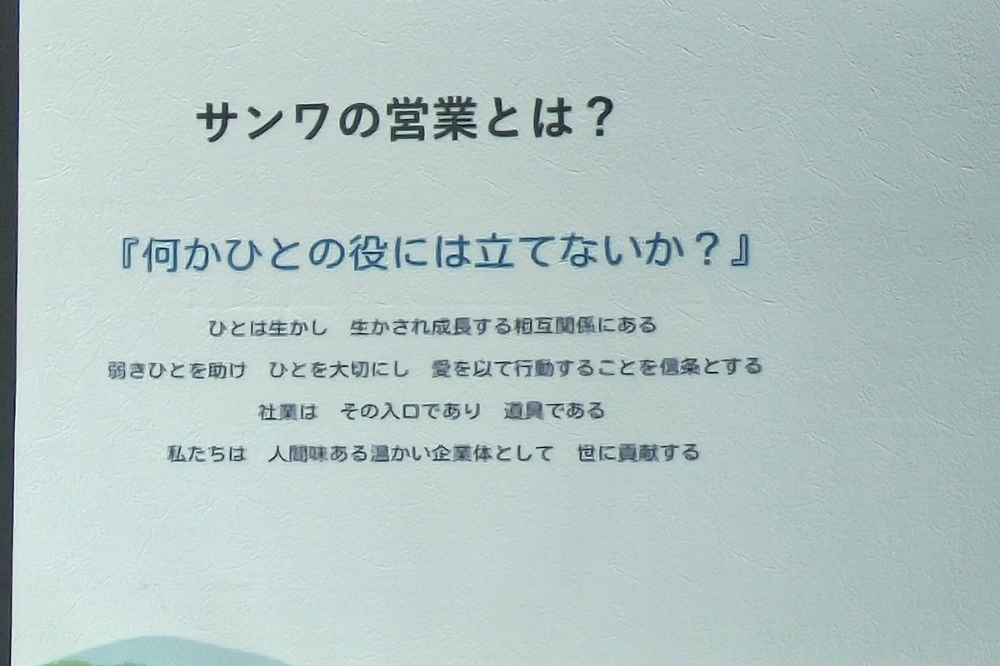 サンワの営業とは？
『何かひとの役には立てないか？』
ひとは生かし　生かされ成長する相互関係にある
弱きひとを助け　ひとを大切にし　愛を以て行動することを信条とする
社業は　その入口であり　道具である
私たちは　人間味ある温かい企業体として　世に貢献する